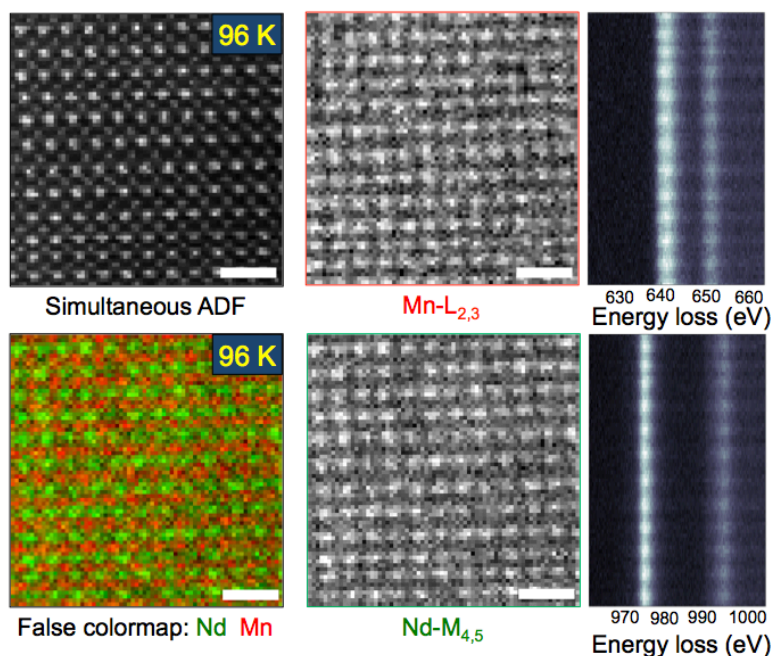 96 K
Simultaneous ADF
Mn-L2,3
630 640 650 660
Energy loss (eV)
96 K
False colormap: Nd Mn
Nd-M4,5
970 980 990 1000
Energy loss (eV)